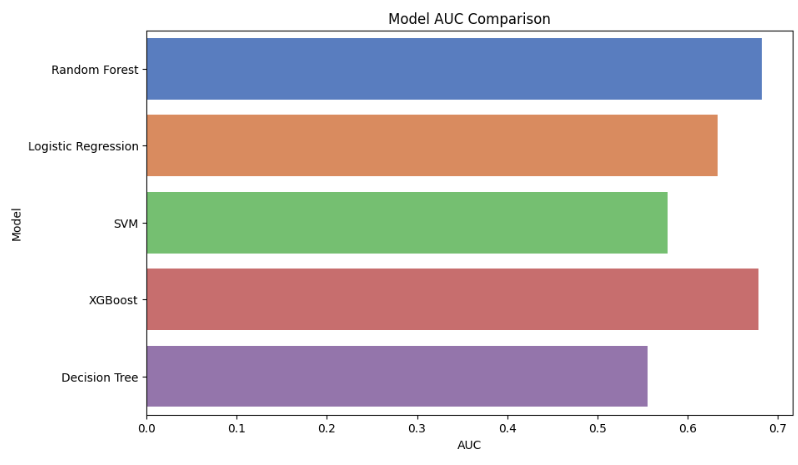 Model AUC Comparison
Random Forest
Logistic Regression
SVM
XGBoost
Decision Tree
Model
0.0 0.1 0.2 0.3 0.4 0.5 0.6 0.7
AUC